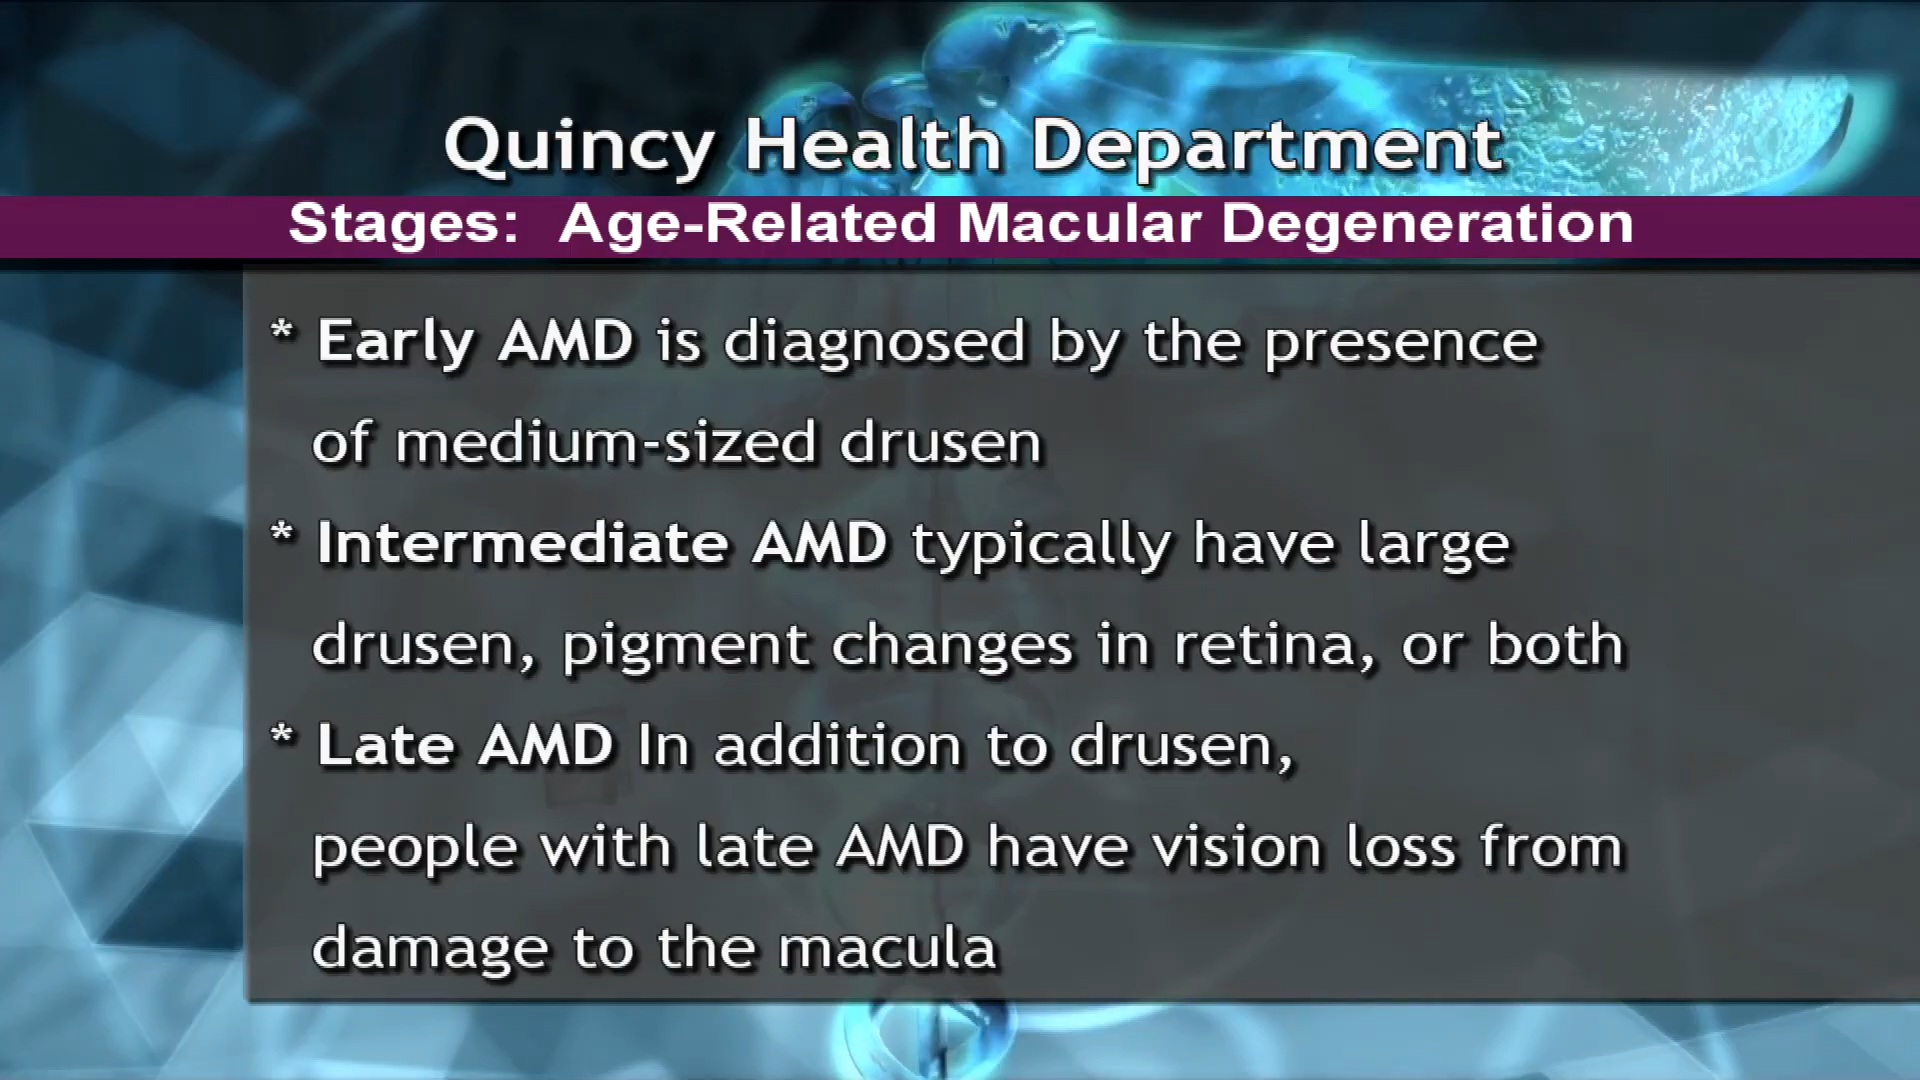 Quincy Health Department
Stages: Age-Related Macular Degeneration
* Early AMD is diagnosed by the presence
of medium-sized drusen
* Intermediate AMD typically have large
drusen, pigment changes in retina, or both
* Late AMD In addition to drusen,
people with late AMD have vision loss from
damage to the macula